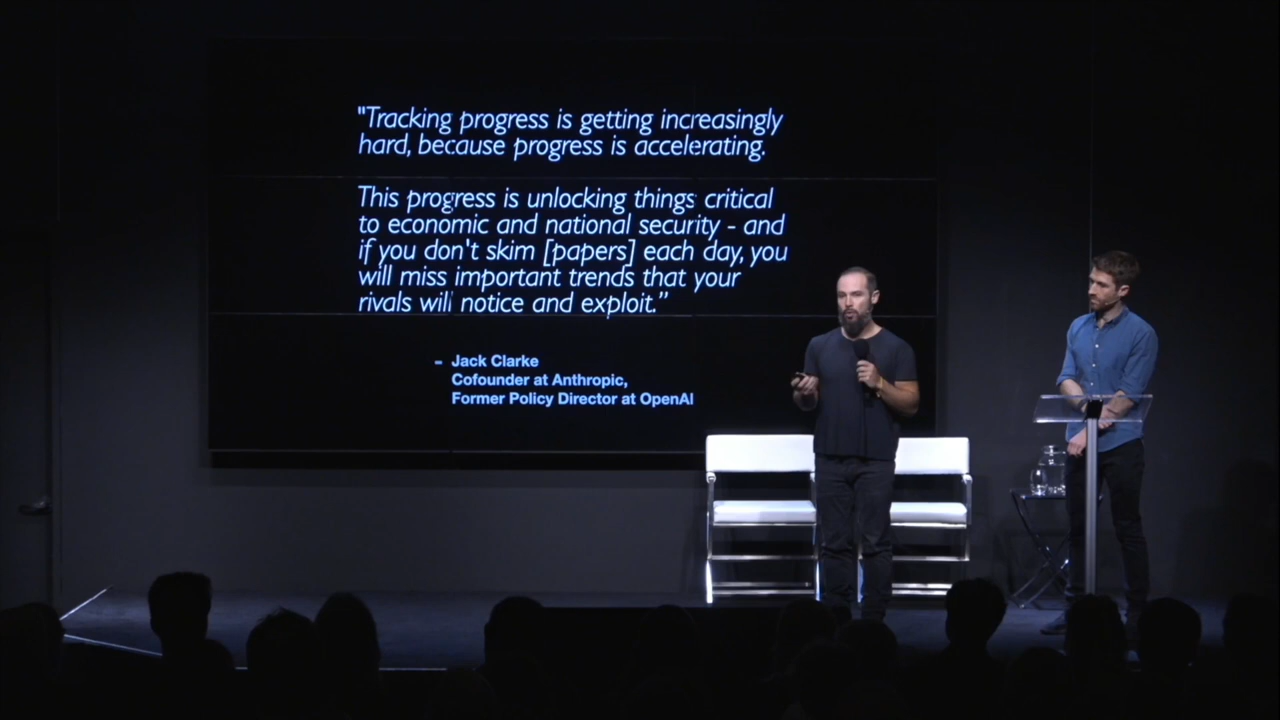 "Tracking progress is getting increasingly
hard, because progress is accelerating.
This progress is unlocking things critical
to economic and national security - and
if you don't skim [papers] each day, you
will miss important trends that your
rivals will notice and exploit.”
– Jack Clarke
Cofounder at Anthropic,
Former Policy Director at OpenAI